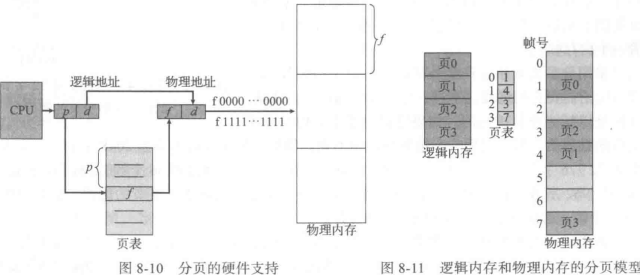 CPU
逻辑地址
p d
物理地址
f d
f 0000 … 0000
f 1111 … 1111
p
f
页表
f
物理内存
图 8-10 分页的硬件支持
页0
页1
页2
页3
逻辑内存
0 1
1 4
2 3
3 7
页表
帧号
0
1 页0
2
3 页2
4 页1
5
6
7 页3
物理内存
图 8-11 逻辑内存和物理内存的分页模型